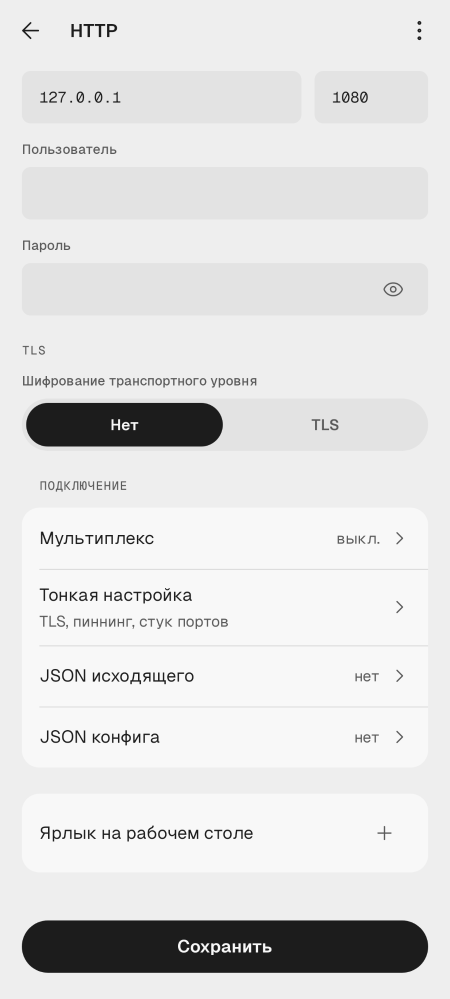 HTTP
127.0.0.1
1080
Пользователь
Пароль
TLS
Шифрование транспортного уровня
Нет
TLS
ПОДКЛЮЧЕНИЕ
Мультиплекс
выкл.
Тонкая настройка
TLS, пиннинг, стук портов
JSON исходящего
нет
JSON конфига
нет
Ярлык на рабочем столе
Сохранить